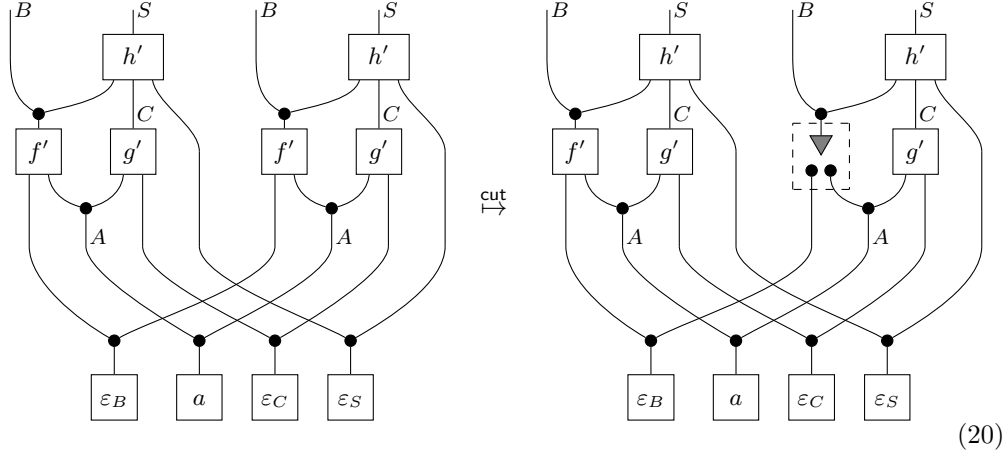 B S B S B S B S
h′ h′ h′ h′
C C C C
f′ g′ f′ g′ f′ g′ g′
cut
↦
A A A A
ε_B a ε_C ε_S ε_B a ε_C ε_S
(20)